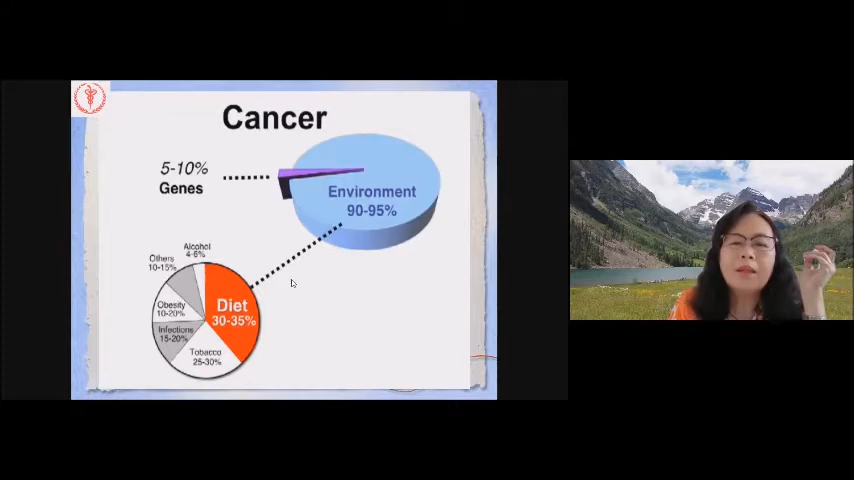 Cancer
5-10%
Genes
Environment
90-95%
Alcohol
4-6%
Others
10-15%
Obesity
10-20%
Diet
30-35%
Infections
15-20%
Tobacco
25-30%